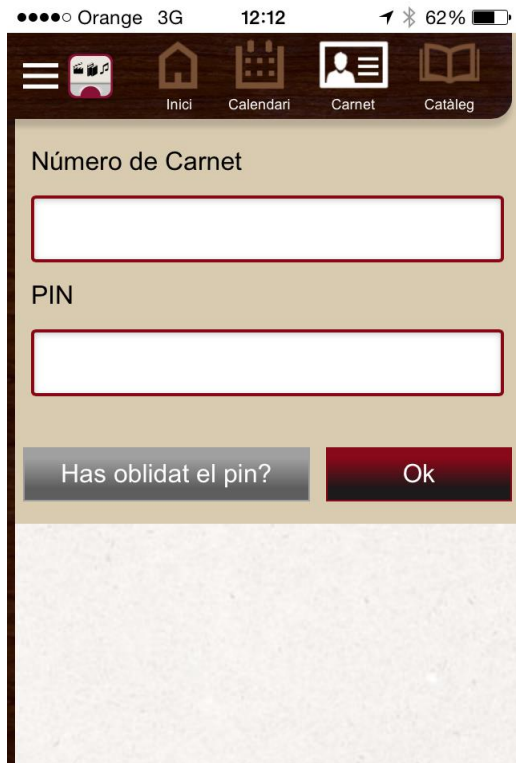 Orange 3G 12:12 62%
Inici Calendari Carnet Catàleg
Número de Carnet
PIN
Has oblidat el pin? Ok